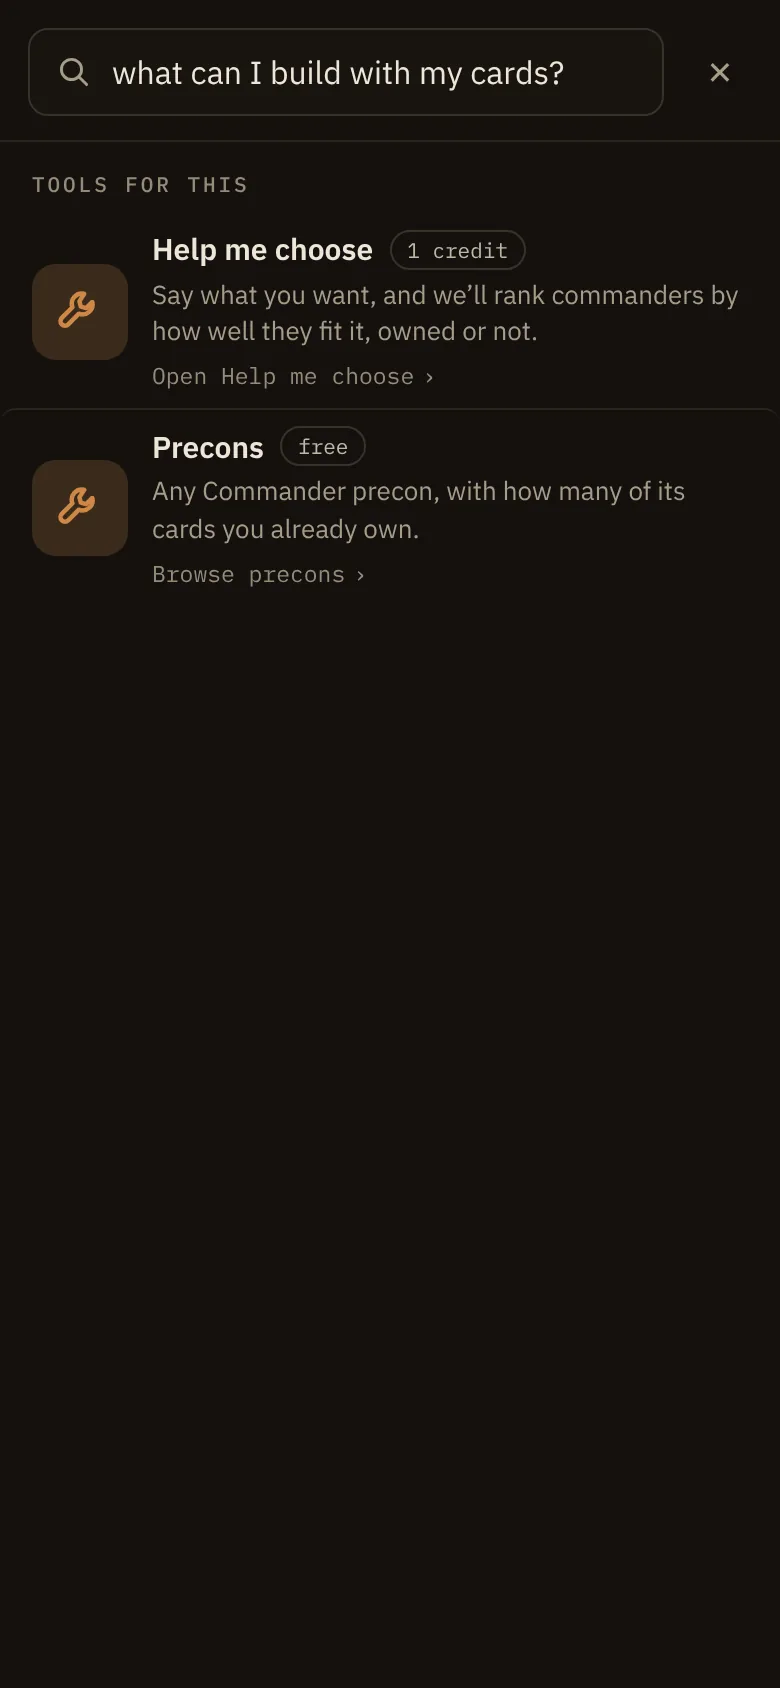 what can I build with my cards?
TOOLS FOR THIS
Help me choose 1 credit
Say what you want, and we’ll rank commanders by
how well they fit it, owned or not.
Open Help me choose ›
Precons free
Any Commander precon, with how many of its
cards you already own.
Browse precons ›